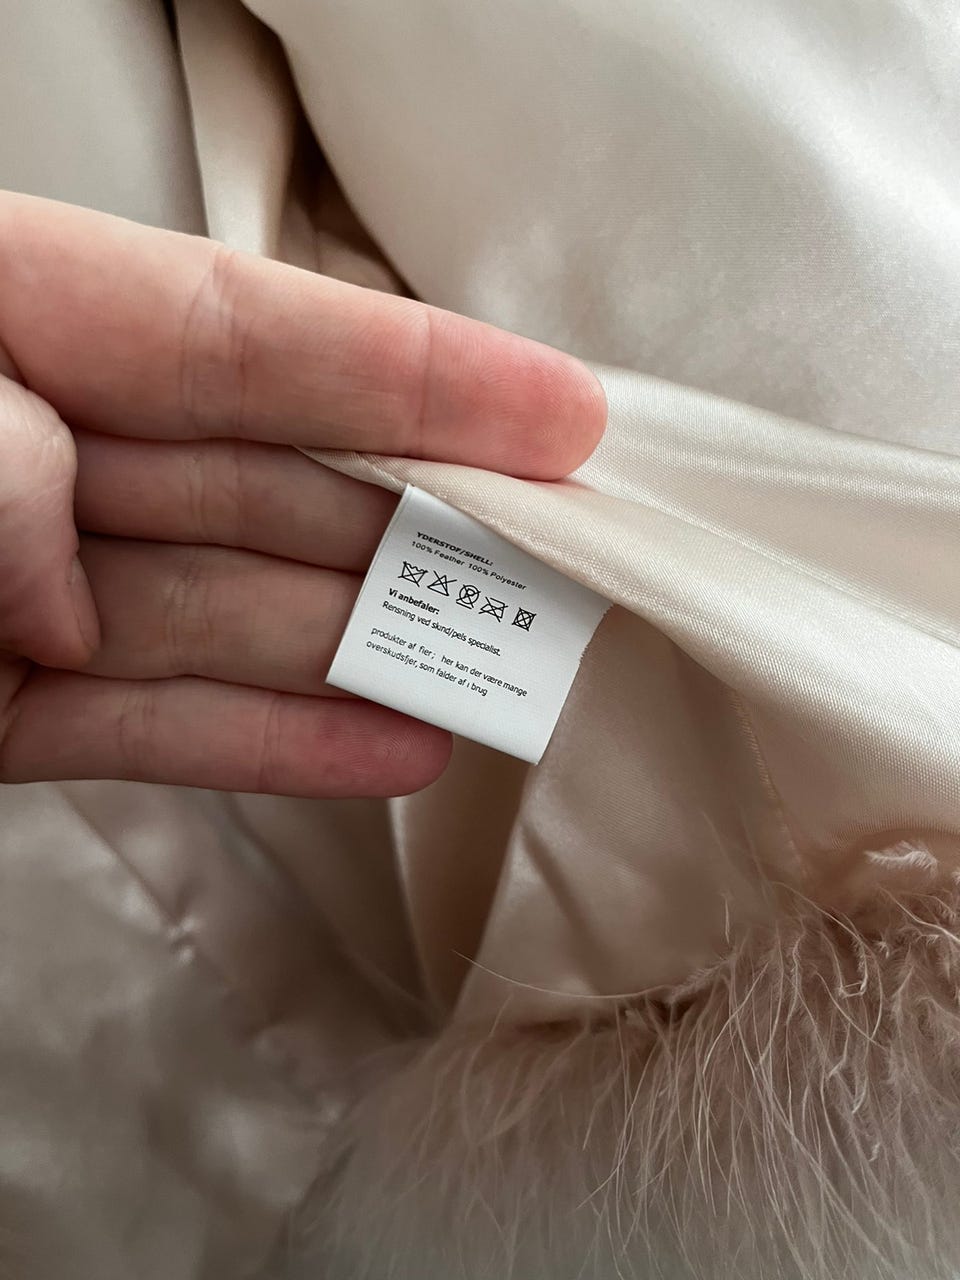 YDERSTOF/SHELL:
100% Feather 100% Polyester
Vi anbefaler:
Rensning ved skind/pels specialist.
produkter af fier; her kan der være mange
overskudsfjer, som falder af i brug